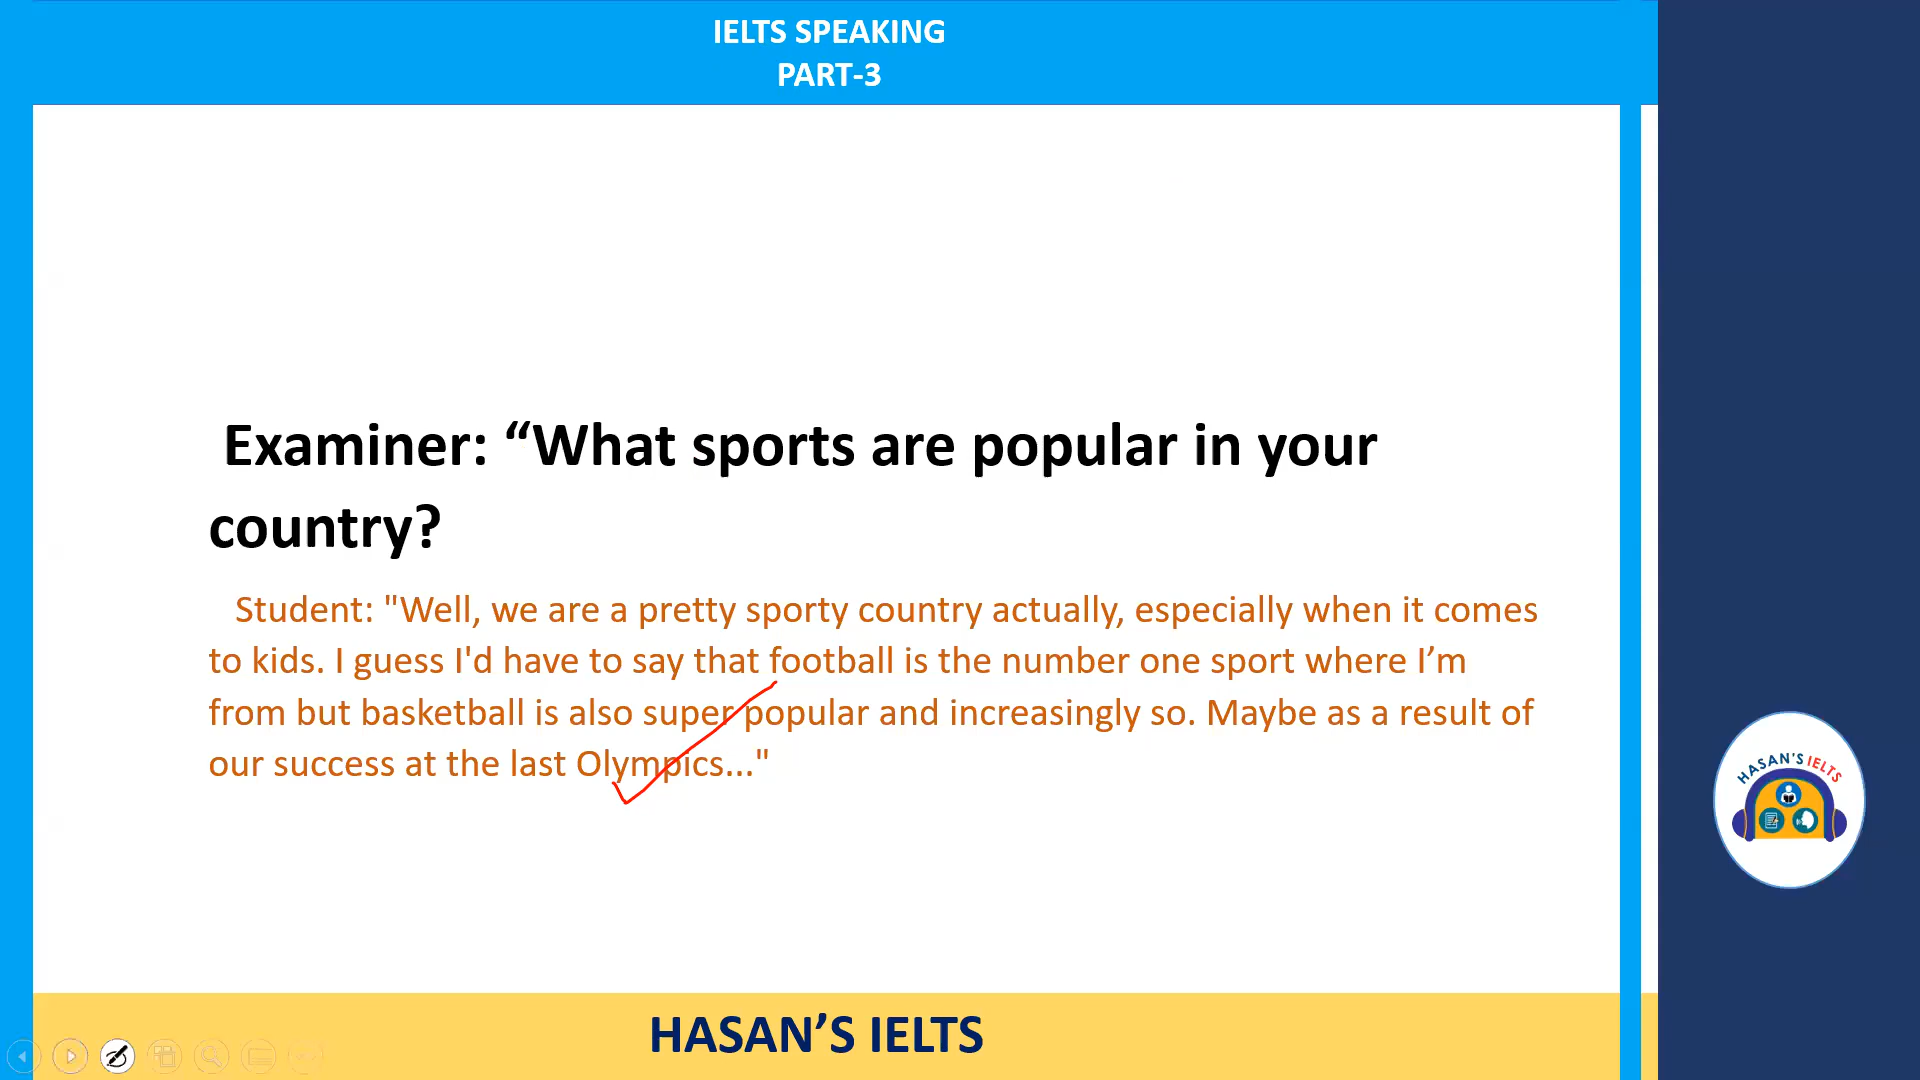 IELTS SPEAKING
PART-3
Examiner: “What sports are popular in your
country?
Student: "Well, we are a pretty sporty country actually, especially when it comes
to kids. I guess I'd have to say that football is the number one sport where I’m
from but basketball is also super popular and increasingly so. Maybe as a result of
our success at the last Olympics..."
HASAN'S IELTS
HASAN’S IELTS